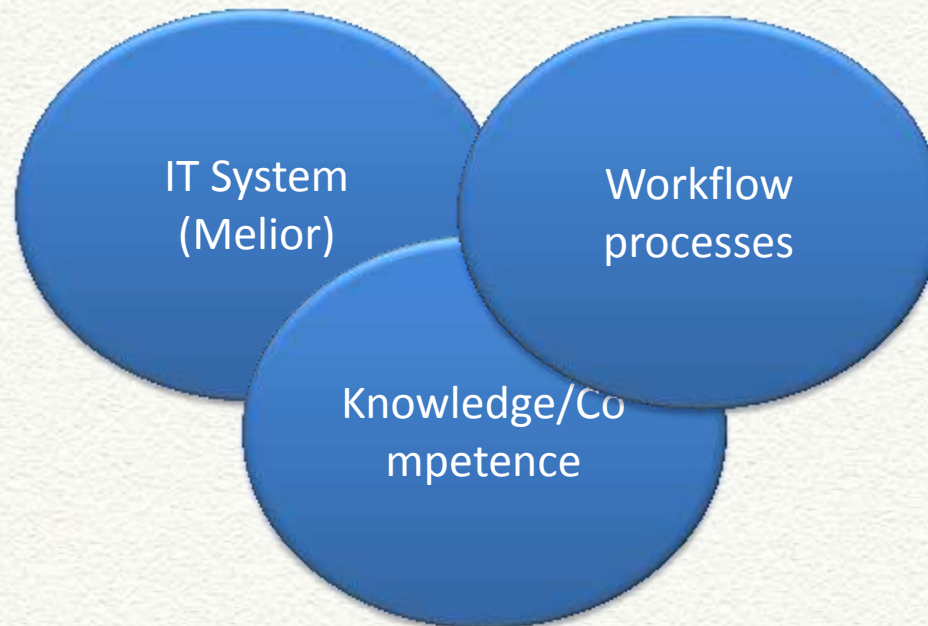 IT System
(Melior)
Workflow
processes
Knowledge/Co
mpetence